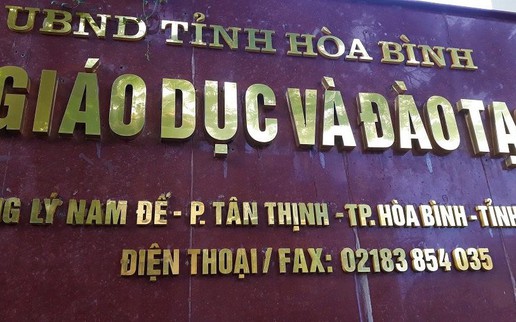 UBND TỈNH HÒA BÌNH
GIÁO DỤC VÀ ĐÀO
LÝ NAM ĐẾ - P. TÂN THỊNH - TP. HÒA BÌNH - TỈNH
ĐIỆN THOẠI / FAX: 02183 854 035